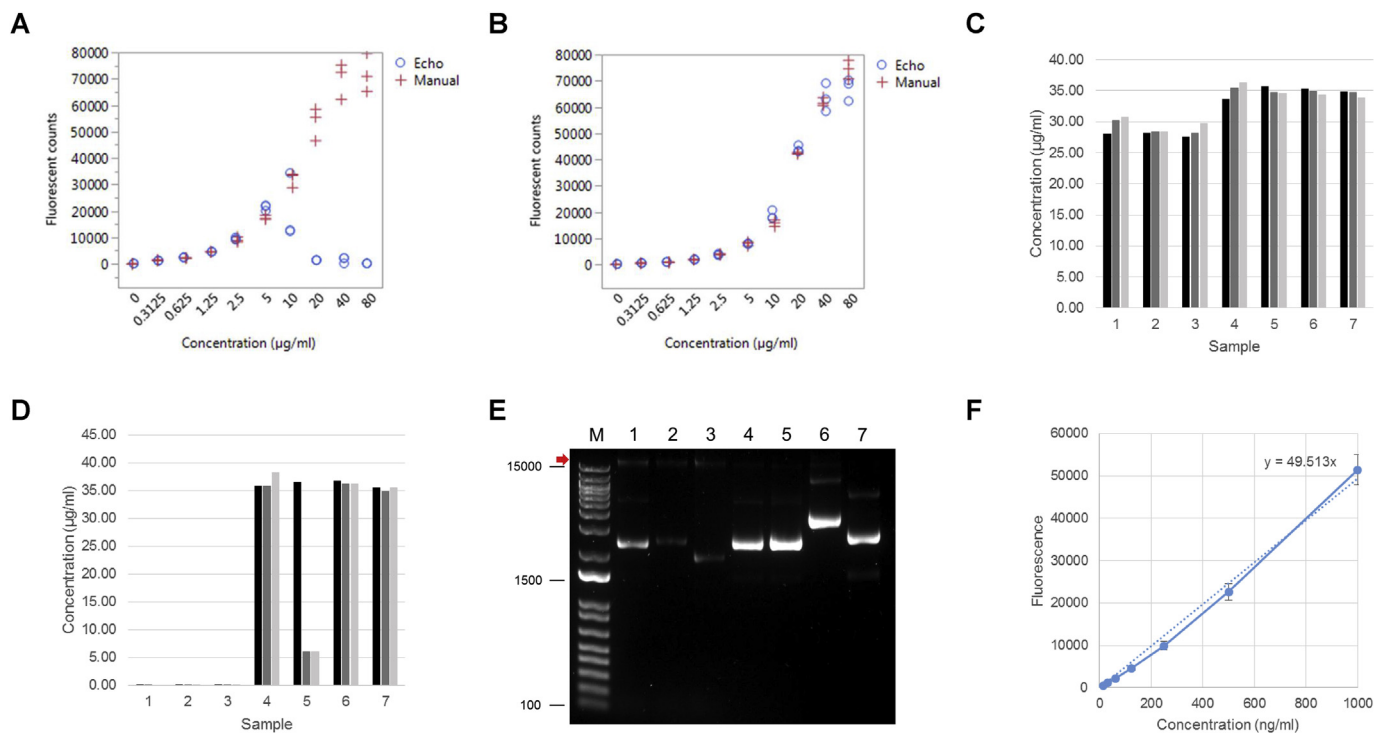 A
80000
70000
60000
50000
40000
30000
20000
10000
0
Fluorescent counts
0
0.3125
0.625
1.25
2.5
5
10
20
40
80
Concentration (µg/ml)
Echo
Manual
B
80000
70000
60000
50000
40000
30000
20000
10000
0
Fluorescent counts
0
0.3125
0.625
1.25
2.5
5
10
20
40
80
Concentration (µg/ml)
Echo
Manual
C
40.00
35.00
30.00
25.00
20.00
15.00
10.00
5.00
0.00
Concentration (µg/ml)
1 2 3 4 5 6 7
Sample
D
45.00
40.00
35.00
30.00
25.00
20.00
15.00
10.00
5.00
0.00
Concentration (µg/ml)
1 2 3 4 5 6 7
Sample
E
M 1 2 3 4 5 6 7
15000
1500
100
F
60000
50000
40000
30000
20000
10000
0
Fluorescence
y = 49.513x
0 200 400 600 800 1000
Concentration (ng/ml)